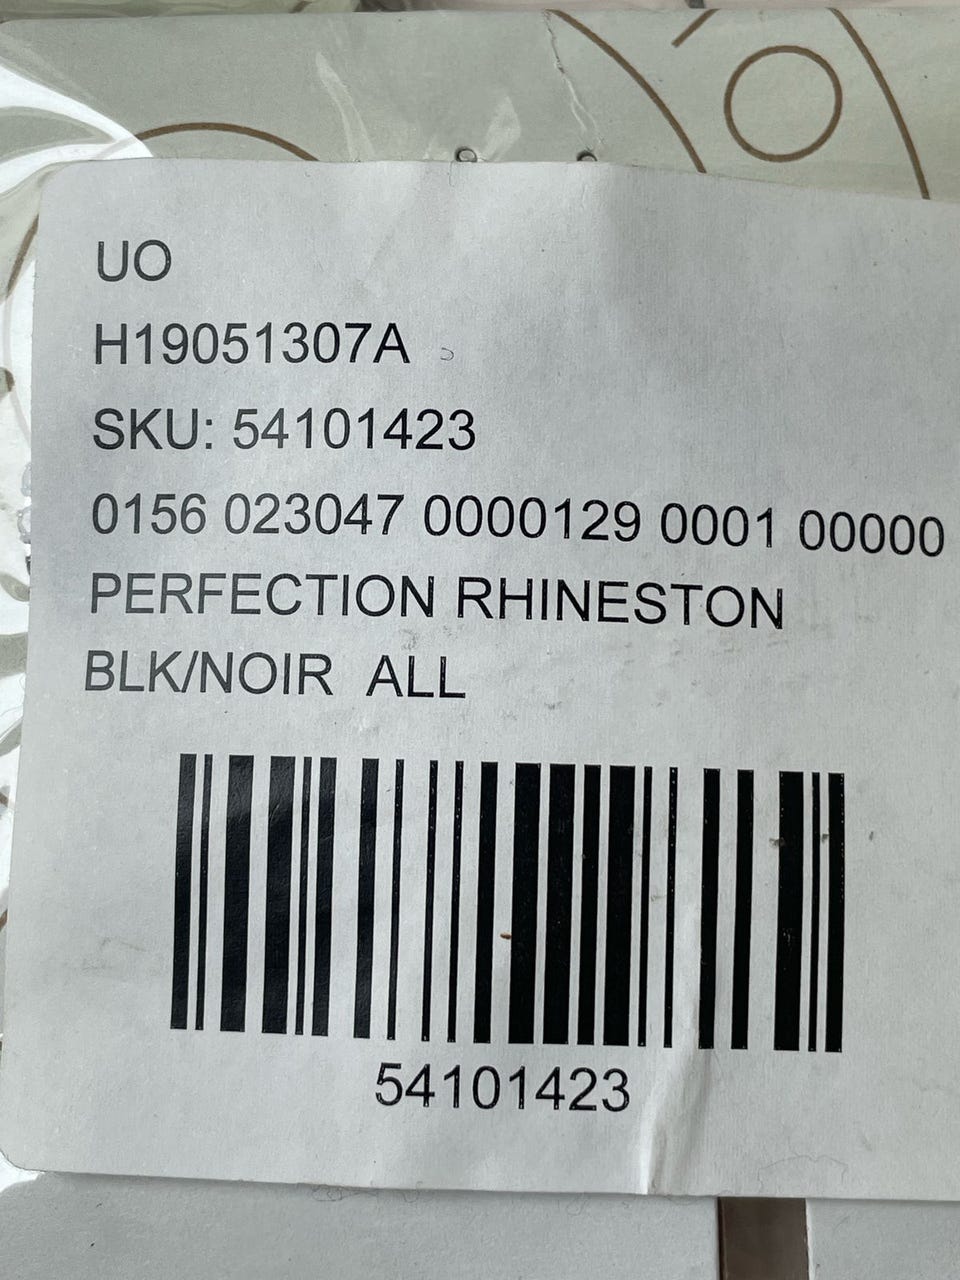 UO
H19051307A
SKU: 54101423
0156 023047 0000129 0001 00000
PERFECTION RHINESTON
BLK/NOIR ALL
54101423